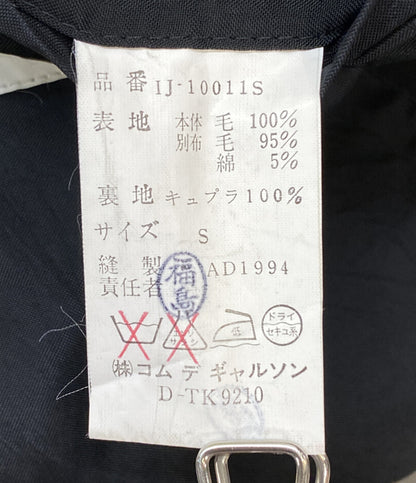 品番 IJ-10011S
表地 本体 毛 100%
別布 毛 95%
綿 5%
裏地 キュプラ100%
サイズ S
縫製
責任者 福島 AD1994
低 ドライ
セキユ系
㈱コム デ ギャルソン
D-TK9210